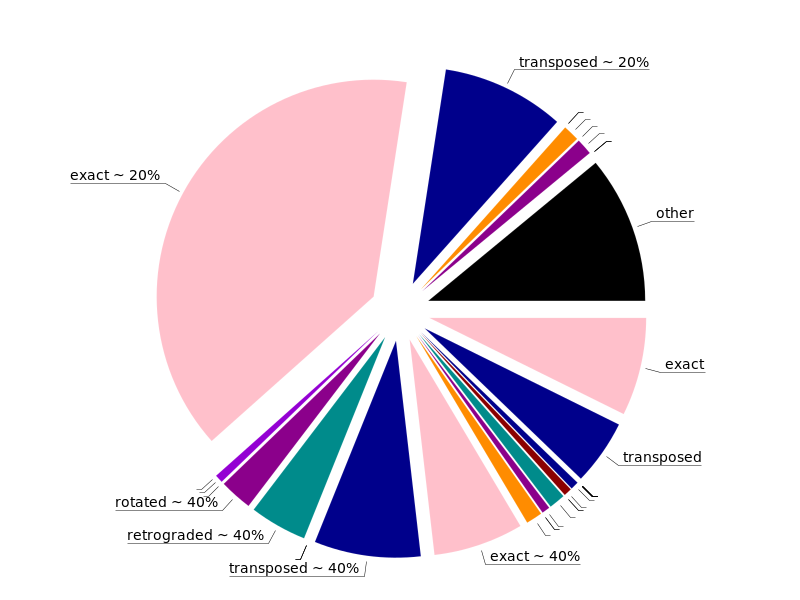 transposed ~ 20%
exact ~ 20%
other
exact
transposed
rotated ~ 40%
retrograded ~ 40%
exact ~ 40%
transposed ~ 40%